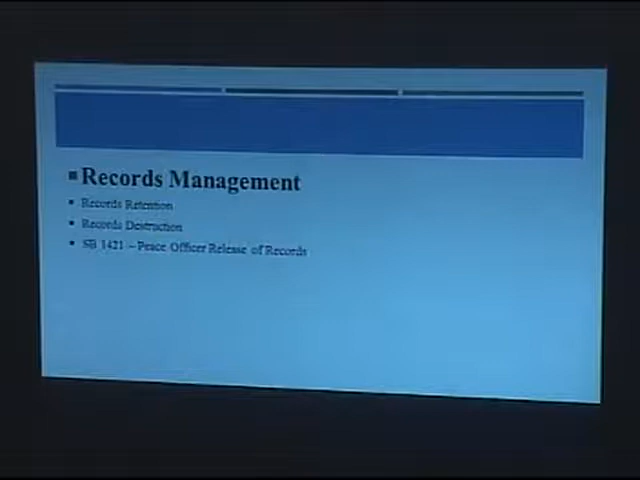 Records Management
Records Retention
Records Destruction
SB 1421 – Peace Officer Release of Records